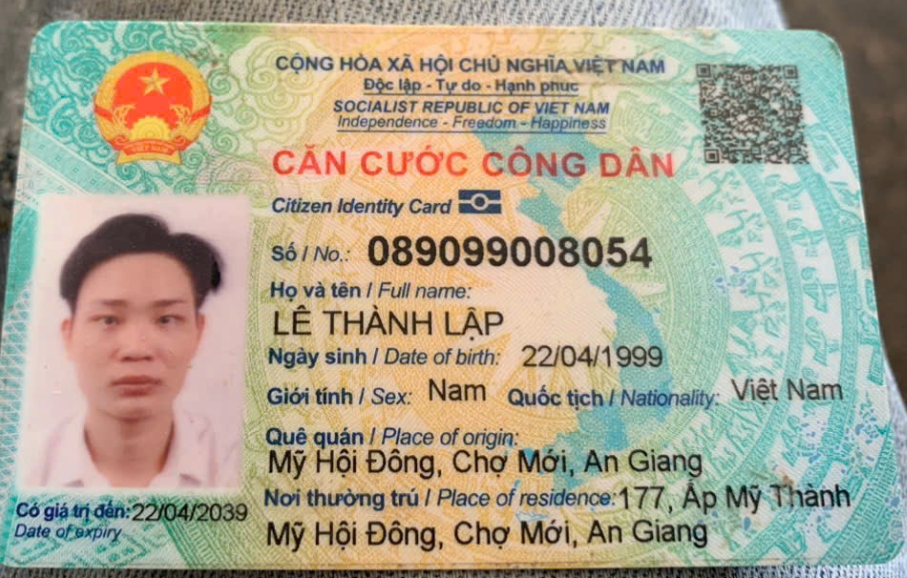 CỘNG HÒA XÃ HỘI CHỦ NGHĨA VIỆT NAM
Độc lập - Tự do - Hạnh phúc
SOCIALIST REPUBLIC OF VIET NAM
Independence - Freedom - Happiness
CĂN CƯỚC CÔNG DÂN
Citizen Identity Card
Số / No.: 089099008054
Họ và tên / Full name:
LÊ THÀNH LẬP
Ngày sinh / Date of birth: 22/04/1999
Giới tính / Sex: Nam Quốc tịch / Nationality: Việt Nam
Quê quán / Place of origin:
Mỹ Hội Đông, Chợ Mới, An Giang
Nơi thường trú / Place of residence: 177, Ấp Mỹ Thành
Mỹ Hội Đông, Chợ Mới, An Giang
Có giá trị đến: 22/04/2039
Date of expiry
VIỆT NAM